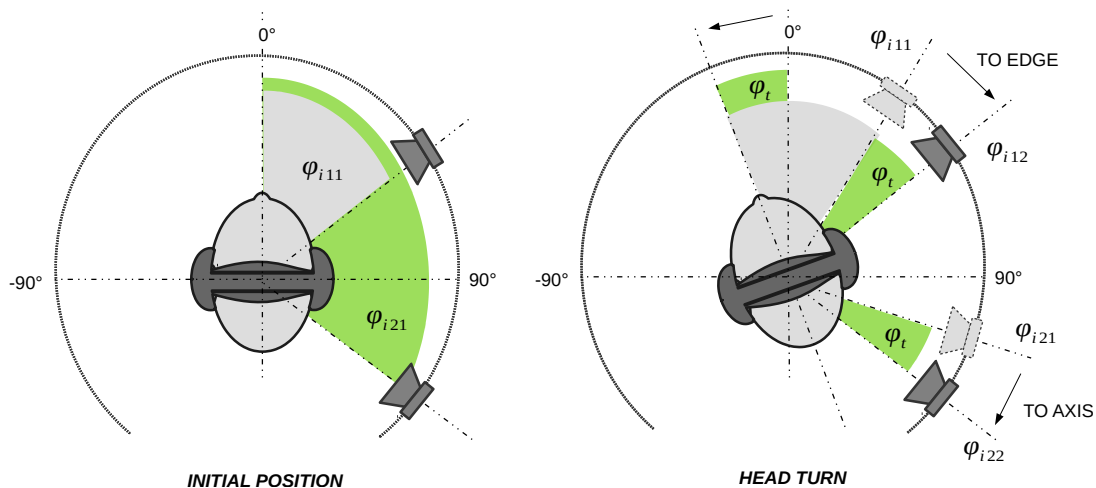 0°
φi11
-90°
90°
φi21
INITIAL POSITION
0°
φi11
TO EDGE
φt
φi12
φt
-90°
90°
φt
φi21
TO AXIS
φi22
HEAD TURN